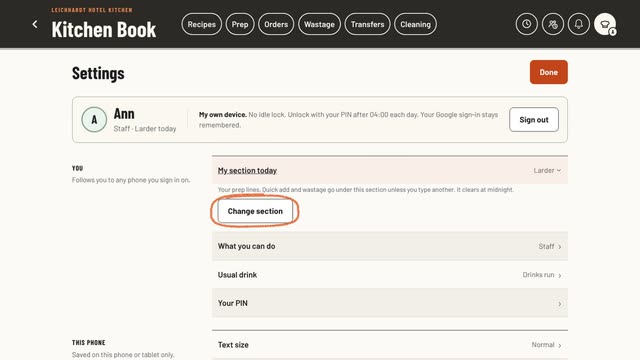 LEICHHARDT HOTEL KITCHEN
Kitchen Book
Recipes
Prep
Orders
Wastage
Transfers
Cleaning
Settings
Done
A
Ann
Staff · Larder today
My own device. No idle lock. Unlock with your PIN after 04:00 each day. Your Google sign-in stays
remembered.
Sign out
YOU
Follows you to any phone you sign in on.
My section today
Larder
Your prep lines. Quick add and wastage go under this section unless you type another. It clears at midnight.
Change section
What you can do
Staff
Usual drink
Drinks run
Your PIN
THIS PHONE
Saved on this phone or tablet only.
Text size
Normal